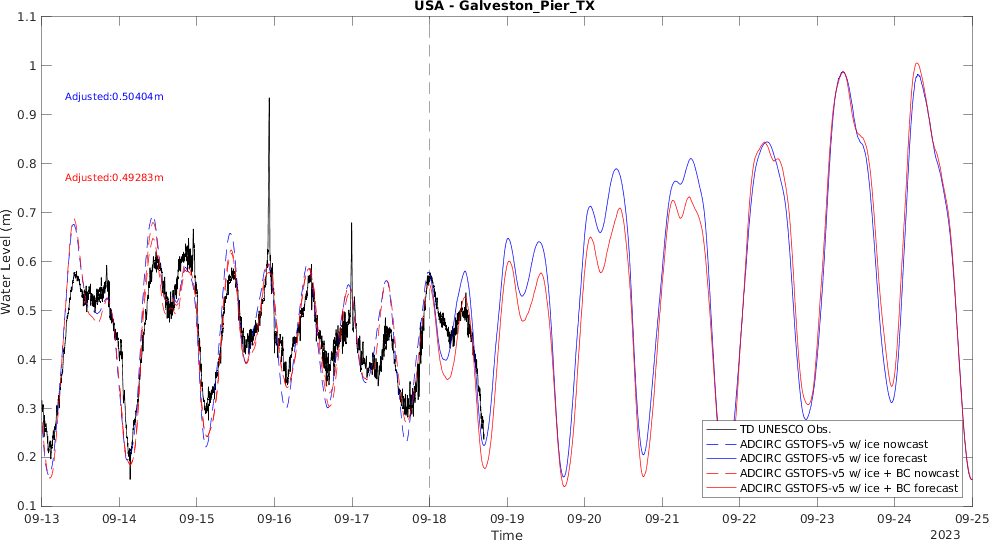 USA - Galveston_Pier_TX
1.1
1
0.9
0.8
0.7
0.6
0.5
0.4
0.3
0.2
0.1
Water Level (m)
Adjusted:0.50404m
Adjusted:0.49283m
TD UNESCO Obs.
ADCIRC GSTOFS-v5 w/ ice nowcast
ADCIRC GSTOFS-v5 w/ ice forecast
ADCIRC GSTOFS-v5 w/ ice + BC nowcast
ADCIRC GSTOFS-v5 w/ ice + BC forecast
09-13 09-14 09-15 09-16 09-17 09-18 09-19 09-20 09-21 09-22 09-23 09-24 09-25
Time
2023